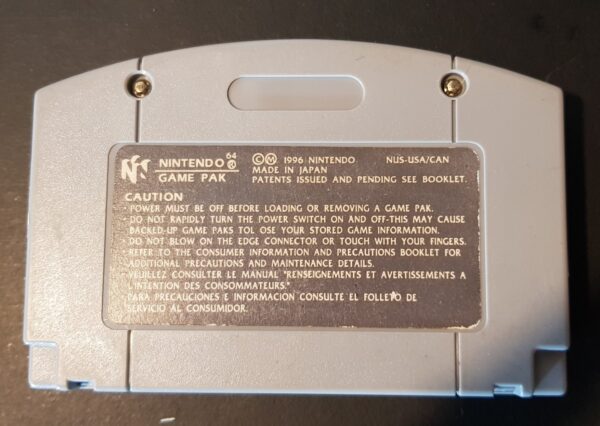 NINTENDO 64 ®
GAME PAK
©Ⓜ 1996 NINTENDO NUS-USA/CAN
MADE IN JAPAN
PATENTS ISSUED AND PENDING SEE BOOKLET.
CAUTION
• POWER MUST BE OFF BEFORE LOADING OR REMOVING A GAME PAK.
• DO NOT RAPIDLY TURN THE POWER SWITCH ON AND OFF-THIS MAY CAUSE
BACKED-UP GAME PAKS TOL OSE YOUR STORED GAME INFORMATION.
• DO NOT BLOW ON THE EDGE CONNECTOR OR TOUCH WITH YOUR FINGERS.
• REFER TO THE CONSUMER INFORMATION AND PRECAUTIONS BOOKLET FOR
ADDITIONAL PRECAUTIONS AND MAINTENANCE DETAILS.
• VEUILLEZ CONSULTER LE MANUAL "RENSEIGNEMENTS ET AVERTISSEMENTS A
L'INTENTION DES CONSOMMATEURS."
PARA PRECAUCIONES E INFORMACION CONSULTE EL FOLLETO DE
SERVICIO AL CONSUMIDOR.